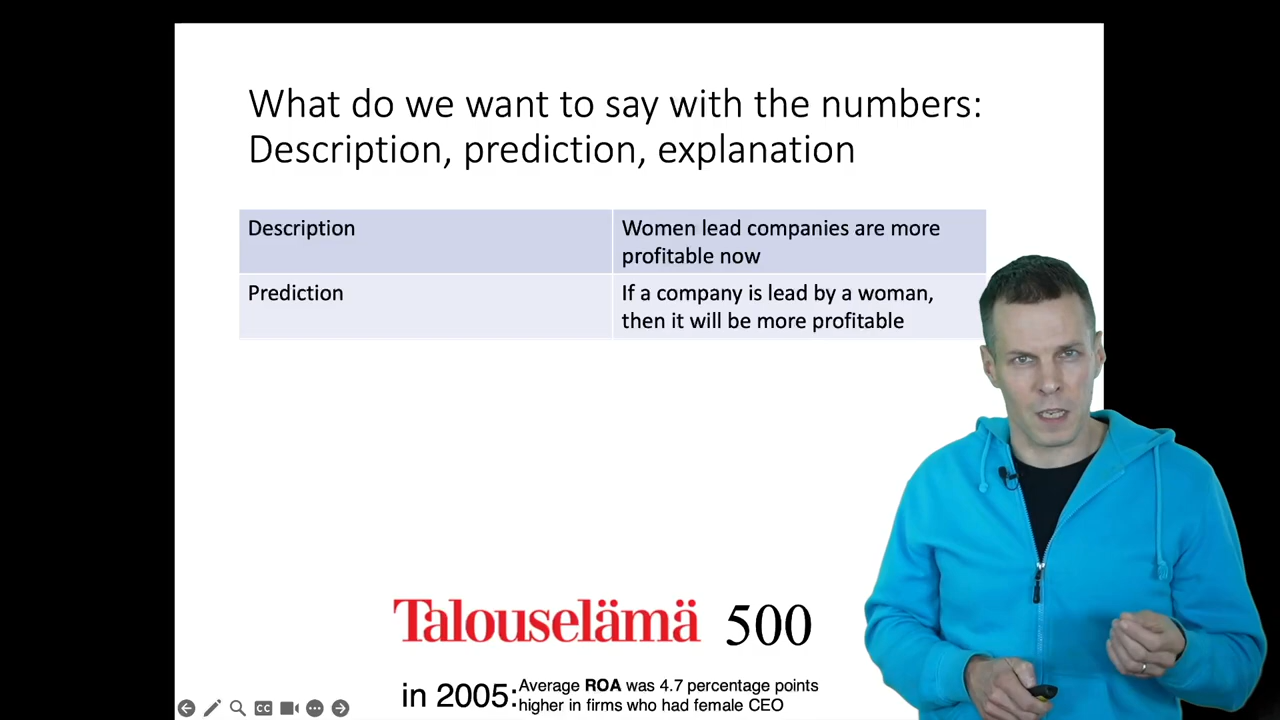 What do we want to say with the numbers:
Description, prediction, explanation
Description
Women lead companies are more
profitable now
Prediction
If a company is lead by a woman,
then it will be more profitable
Talouselämä 500
in 2005:
Average ROA was 4.7 percentage points
higher in firms who had female CEO
CC